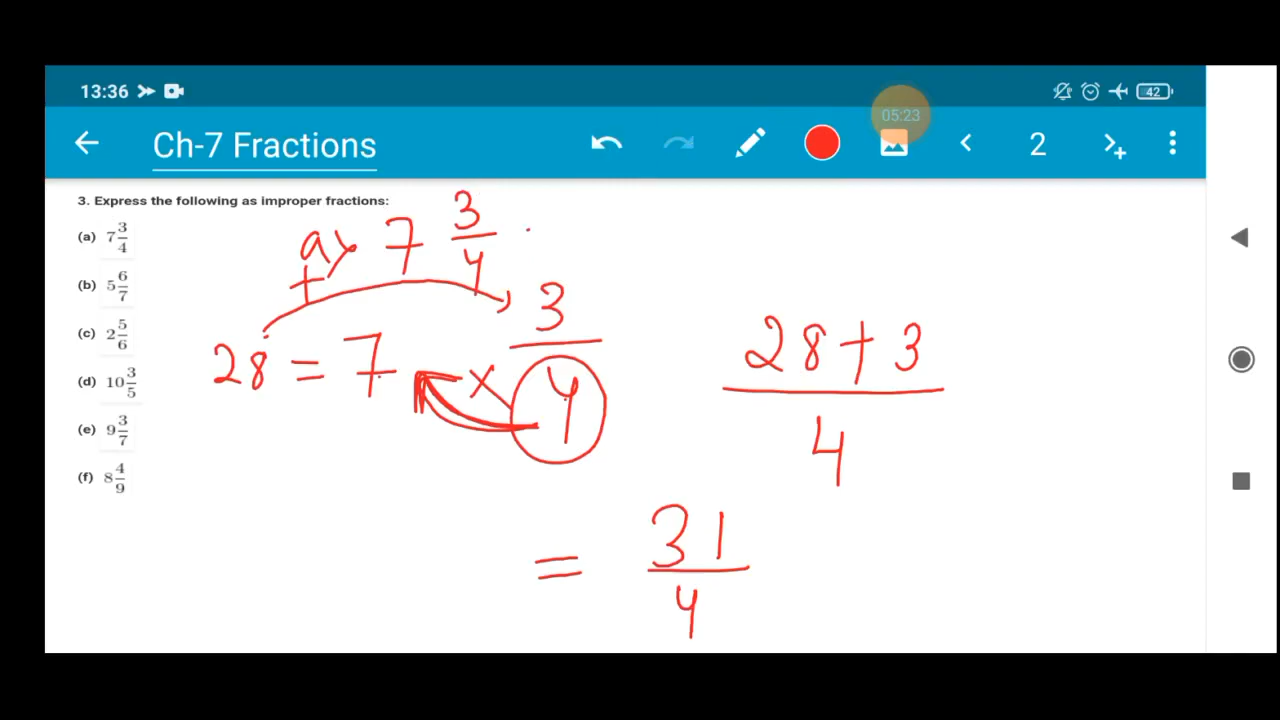 13:36
42
05:23
Ch-7 Fractions
2
3. Express the following as improper fractions:
(a) 7 3/4
(b) 5 6/7
(c) 2 5/6
(d) 10 3/5
(e) 9 3/7
(f) 8 4/9
a) 7 3/4
+
28 = 7 × 3/4
28+3/4
= 31/4